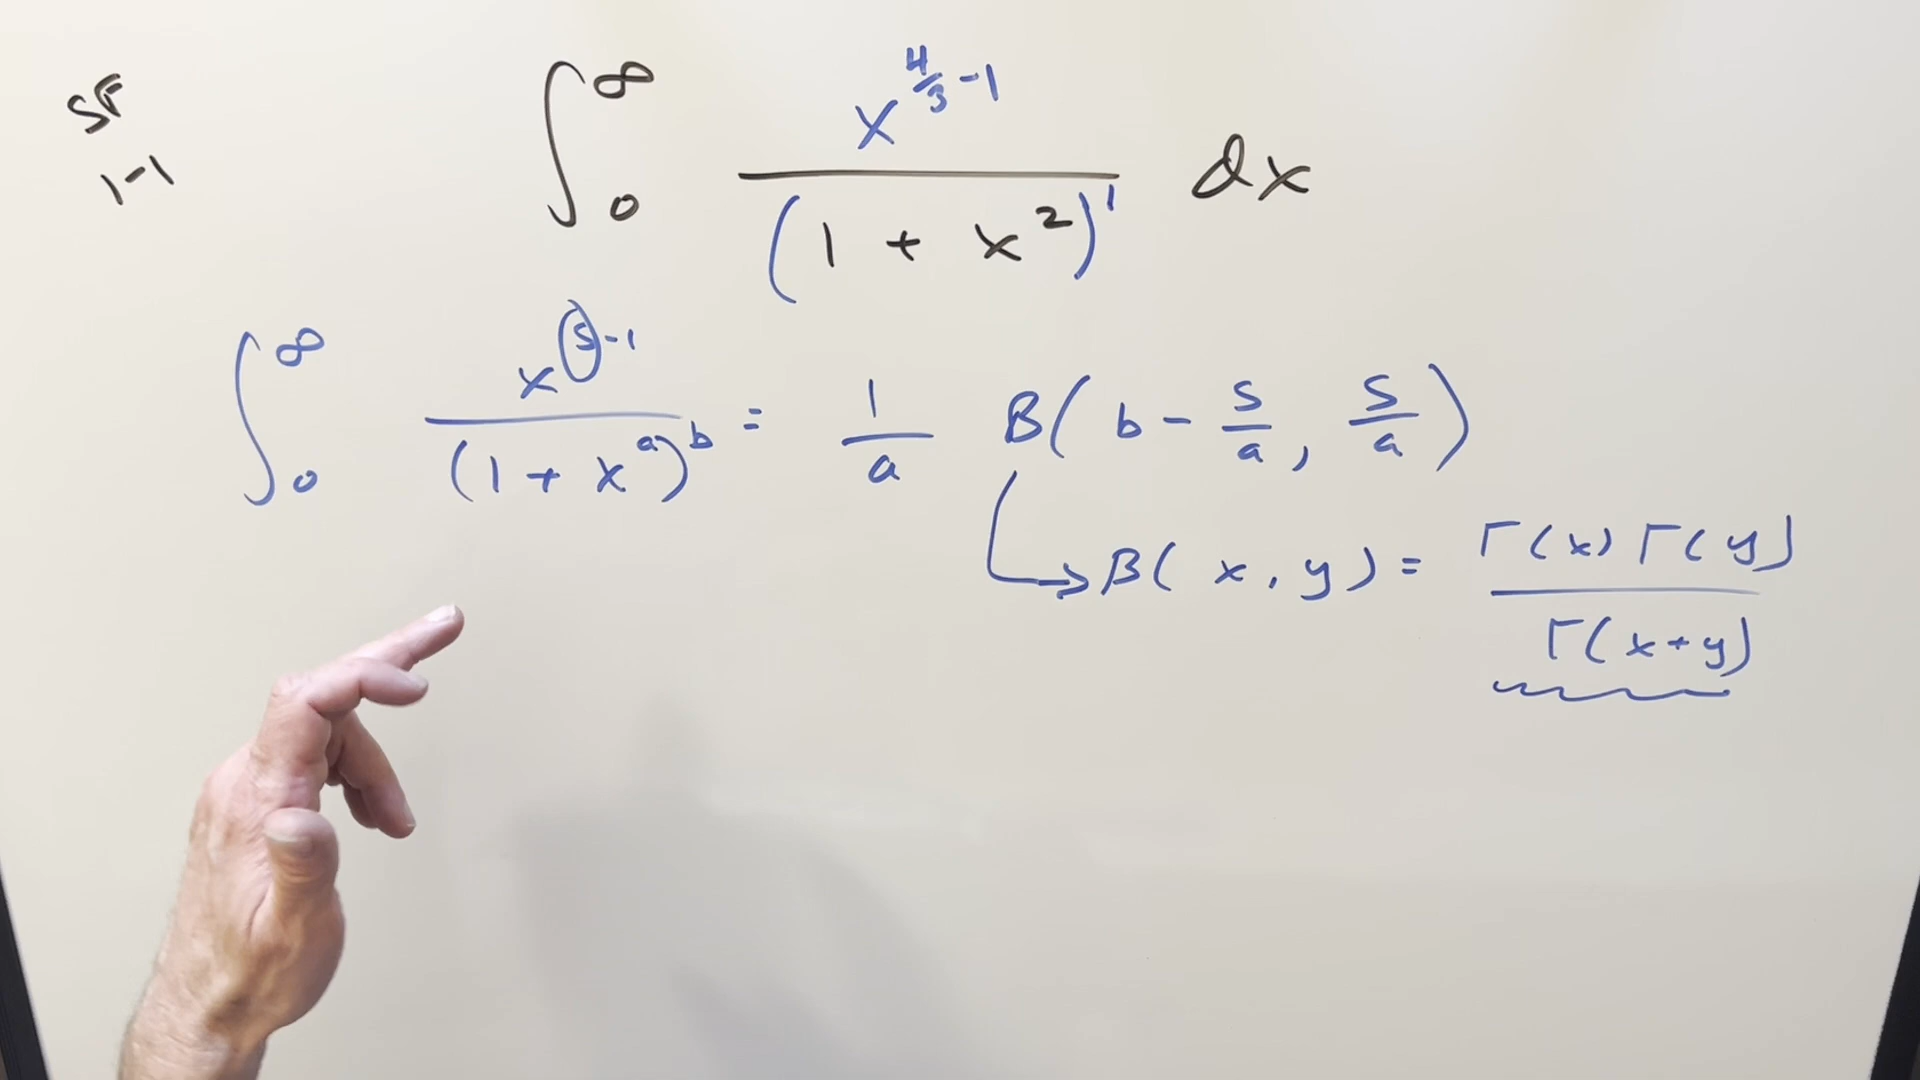 SF
1-1
∫₀^∞ x^(4/3 - 1) / (1 + x²)¹ dx
∫₀^∞ x^(s-1) / (1 + x^a)^b = 1/a B(b - s/a, s/a)
→ B(x, y) = Γ(x) Γ(y) / Γ(x+y)